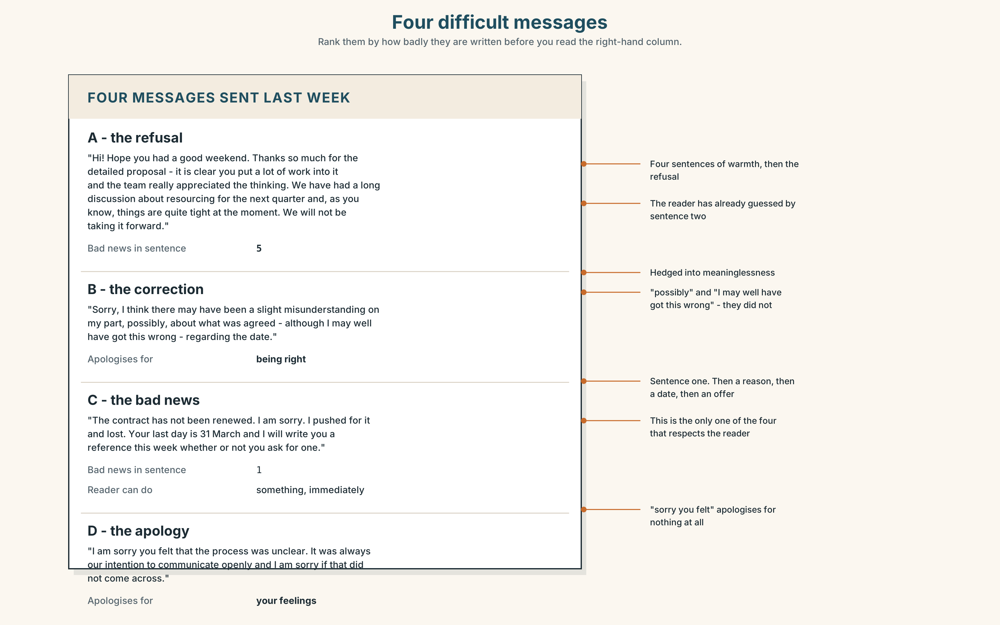 Four difficult messages
Rank them by how badly they are written before you read the right-hand column.
FOUR MESSAGES SENT LAST WEEK
A - the refusal
"Hi! Hope you had a good weekend. Thanks so much for the
detailed proposal - it is clear you put a lot of work into it
and the team really appreciated the thinking. We have had a long
discussion about resourcing for the next quarter and, as you
know, things are quite tight at the moment. We will not be
taking it forward."
Bad news in sentence 5
B - the correction
"Sorry, I think there may have been a slight misunderstanding on
my part, possibly, about what was agreed - although I may well
have got this wrong - regarding the date."
Apologises for being right
C - the bad news
"The contract has not been renewed. I am sorry. I pushed for it
and lost. Your last day is 31 March and I will write you a
reference this week whether or not you ask for one."
Bad news in sentence 1
Reader can do something, immediately
D - the apology
"I am sorry you felt that the process was unclear. It was always
our intention to communicate openly and I am sorry if that did
not come across."
Apologises for your feelings
Four sentences of warmth, then the
refusal
The reader has already guessed by
sentence two
Hedged into meaninglessness
"possibly" and "I may well have
got this wrong" - they did not
Sentence one. Then a reason, then
a date, then an offer
This is the only one of the four
that respects the reader
"sorry you felt" apologises for
nothing at all